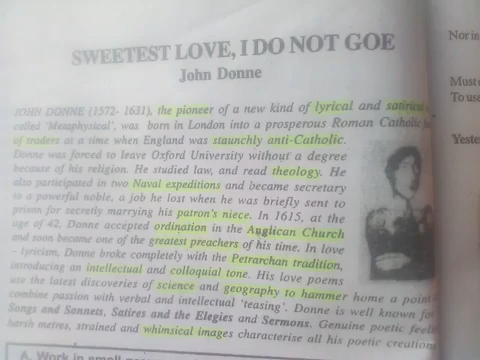 SWEETEST LOVE, I DO NOT GOE
John Donne
JOHN DONNE (1572- 1631), the pioneer of a new kind of lyrical and satirical
called 'Metaphysical', was born in London into a prosperous Roman Catholic
of traders at a time when England was staunchly anti-Catholic.
Donne was forced to leave Oxford University without a degree
because of his religion. He studied law, and read theology. He
also participated in two Naval expeditions and became secretary
to a powerful noble, a job he lost when he was briefly sent to
prison for secretly marrying his patron's niece. In 1615, at the
age of 42, Donne accepted ordination in the Anglican Church
and soon became one of the greatest preachers of his time. In love
- lyricism, Donne broke completely with the Petrarchan tradition,
introducing an intellectual and colloquial tone. His love poems
use the latest discoveries of science and geography to hammer home a point
combine passion with verbal and intellectual 'teasing'. Donne is well known for
Songs and Sonnets, Satires and the Elegies and Sermons. Genuine poetic
harsh metres, strained and whimsical images characterise all his poetic creations
A. Work in small
Nor in
Must
To use
Yeste